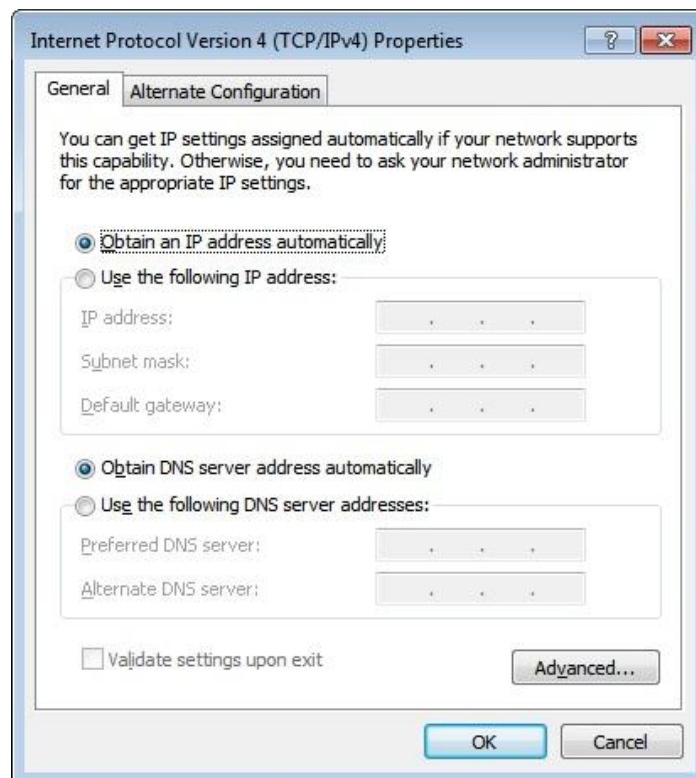 Internet Protocol Version 4 (TCP/IPv4) Properties
General
Alternate Configuration
You can get IP settings assigned automatically if your network supports
this capability. Otherwise, you need to ask your network administrator
for the appropriate IP settings.
Obtain an IP address automatically
Use the following IP address:
IP address:
Subnet mask:
Default gateway:
Obtain DNS server address automatically
Use the following DNS server addresses:
Preferred DNS server:
Alternate DNS server:
Validate settings upon exit
Advanced...
OK
Cancel